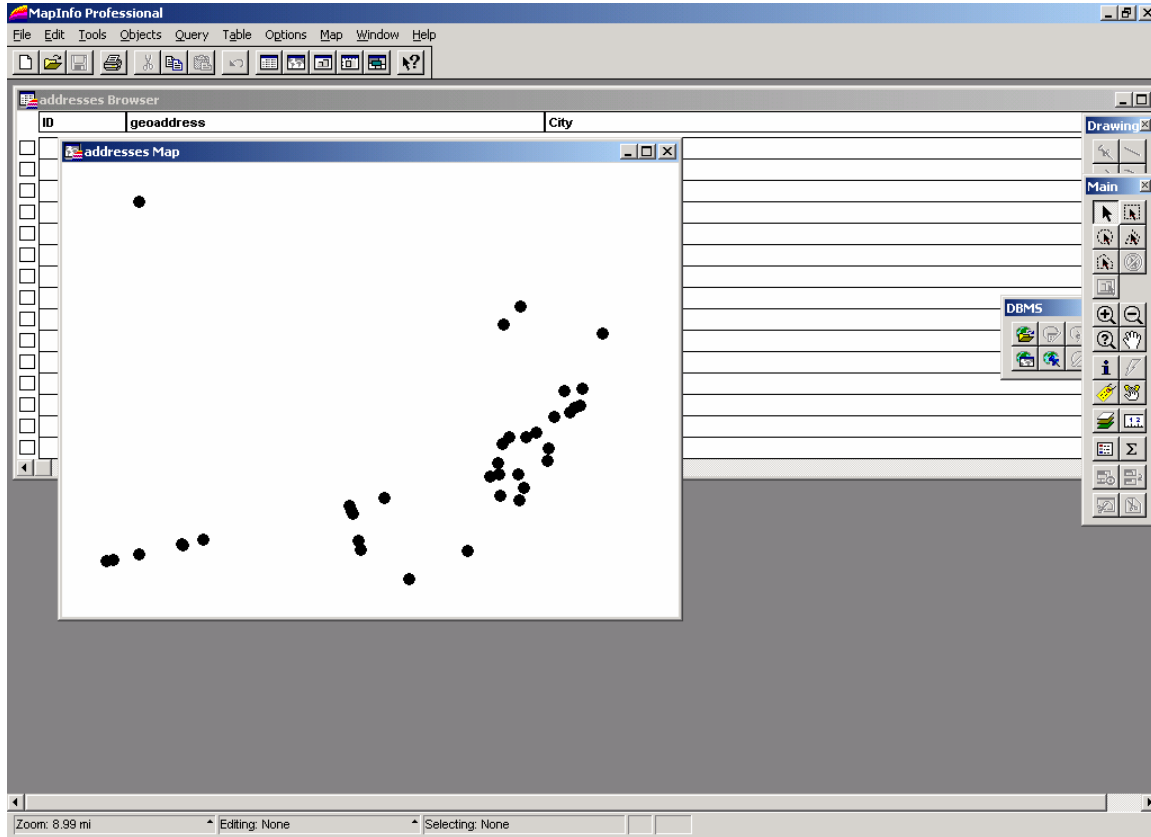 MapInfo Professional
File Edit Tools Objects Query Table Options Map Window Help
addresses Browser
ID geoaddress City
Drawing
addresses Map
Main
DBMS
Zoom: 8.99 mi Editing: None Selecting: None